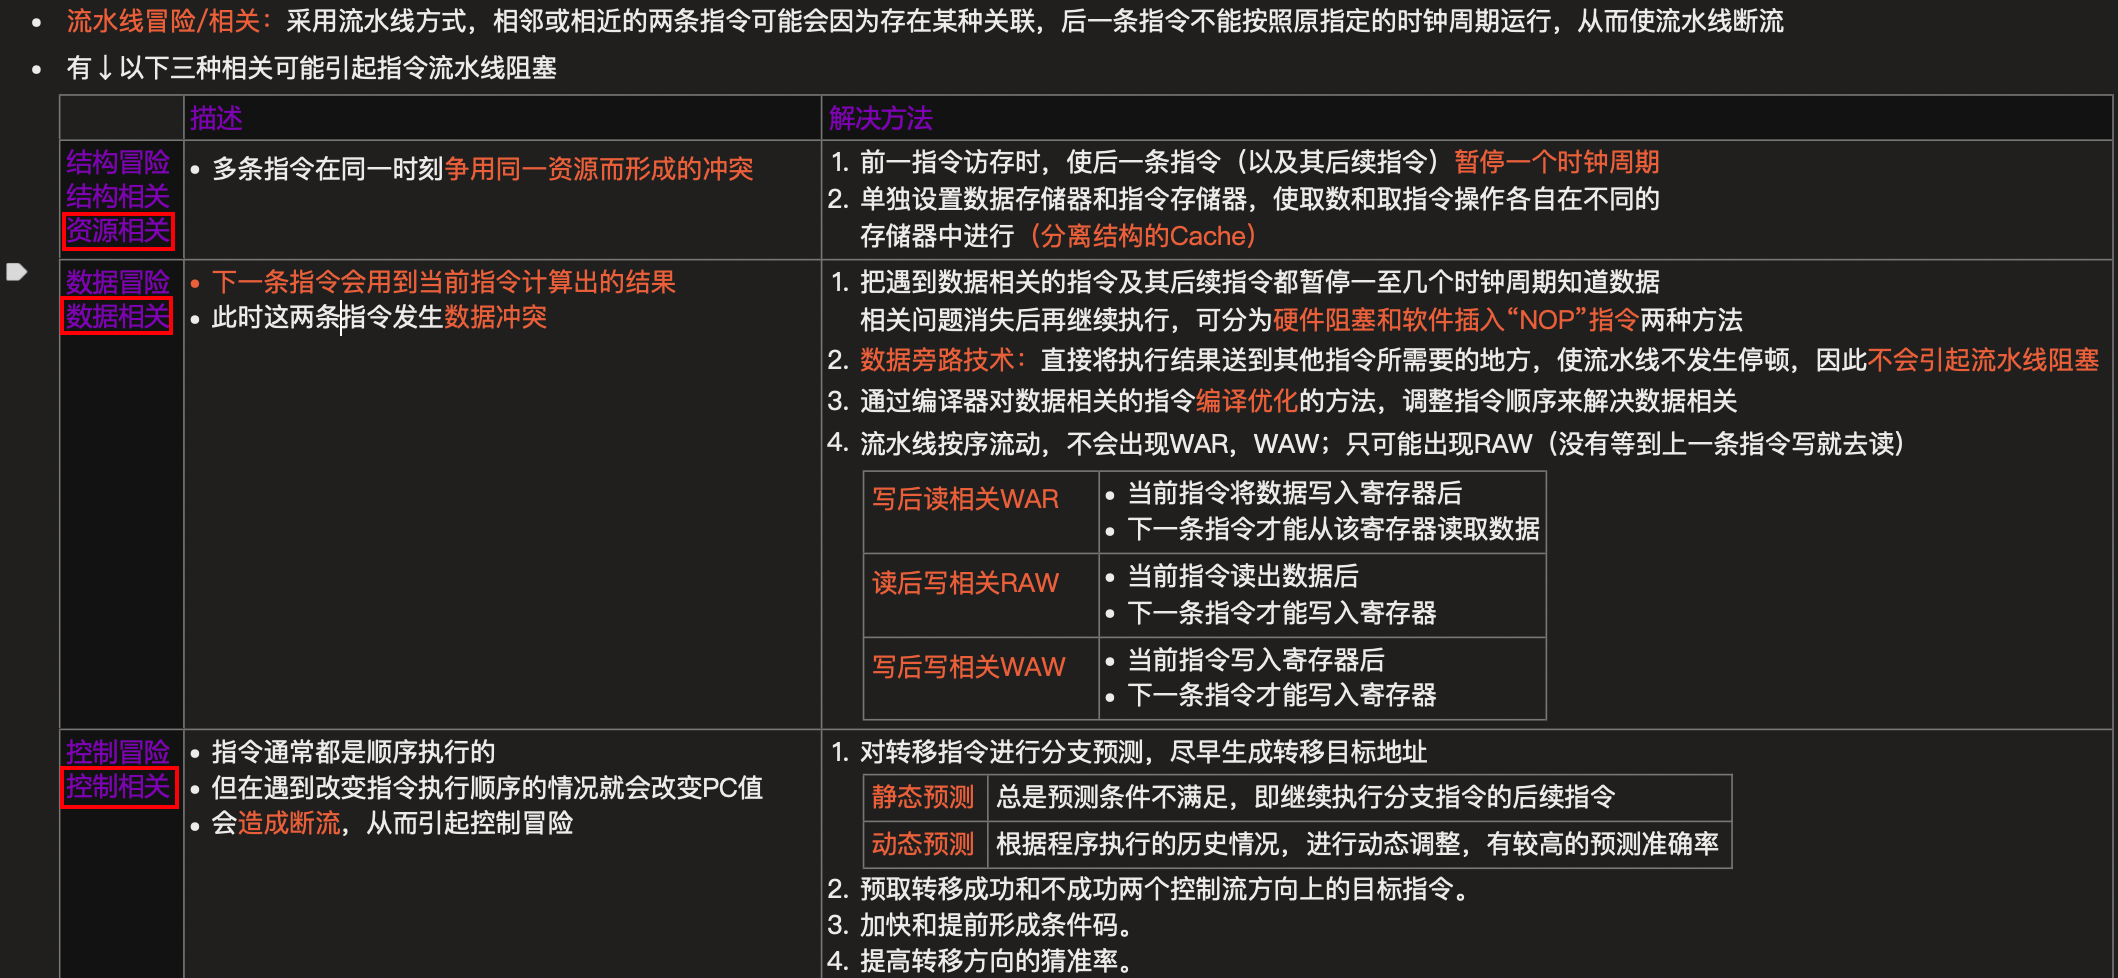 • 流水线冒险/相关：采用流水线方式，相邻或相近的两条指令可能会因为存在某种关联，后一条指令不能按照原指定的时钟周期运行，从而使流水线断流
• 有↓以下三种相关可能引起指令流水线阻塞
描述
解决方法
结构冒险
结构相关
资源相关
• 多条指令在同一时刻争用同一资源而形成的冲突
1. 前一指令访存时，使后一条指令（以及其后续指令）暂停一个时钟周期
2. 单独设置数据存储器和指令存储器，使取数和取指令操作各自在不同的
存储器中进行（分离结构的Cache）
数据冒险
数据相关
• 下一条指令会用到当前指令计算出的结果
• 此时这两条指令发生数据冲突
1. 把遇到数据相关的指令及其后续指令都暂停一至几个时钟周期知道数据
相关问题消失后再继续执行，可分为硬件阻塞和软件插入“NOP”指令两种方法
2. 数据旁路技术：直接将执行结果送到其他指令所需要的地方，使流水线不发生停顿，因此不会引起流水线阻塞
3. 通过编译器对数据相关的指令编译优化的方法，调整指令顺序来解决数据相关
4. 流水线按序流动，不会出现WAR，WAW；只可能出现RAW（没有等到上一条指令写就去读）
写后读相关WAR
• 当前指令将数据写入寄存器后
• 下一条指令才能从该寄存器读取数据
读后写相关RAW
• 当前指令读出数据后
• 下一条指令才能写入寄存器
写后写相关WAW
• 当前指令写入寄存器后
• 下一条指令才能写入寄存器
控制冒险
控制相关
• 指令通常都是顺序执行的
• 但在遇到改变指令执行顺序的情况就会改变PC值
• 会造成断流，从而引起控制冒险
1. 对转移指令进行分支预测，尽早生成转移目标地址
静态预测 总是预测条件不满足，即继续执行分支指令的后续指令
动态预测 根据程序执行的历史情况，进行动态调整，有较高的预测准确率
2. 预取转移成功和不成功两个控制流方向上的目标指令。
3. 加快和提前形成条件码。
4. 提高转移方向的猜准率。